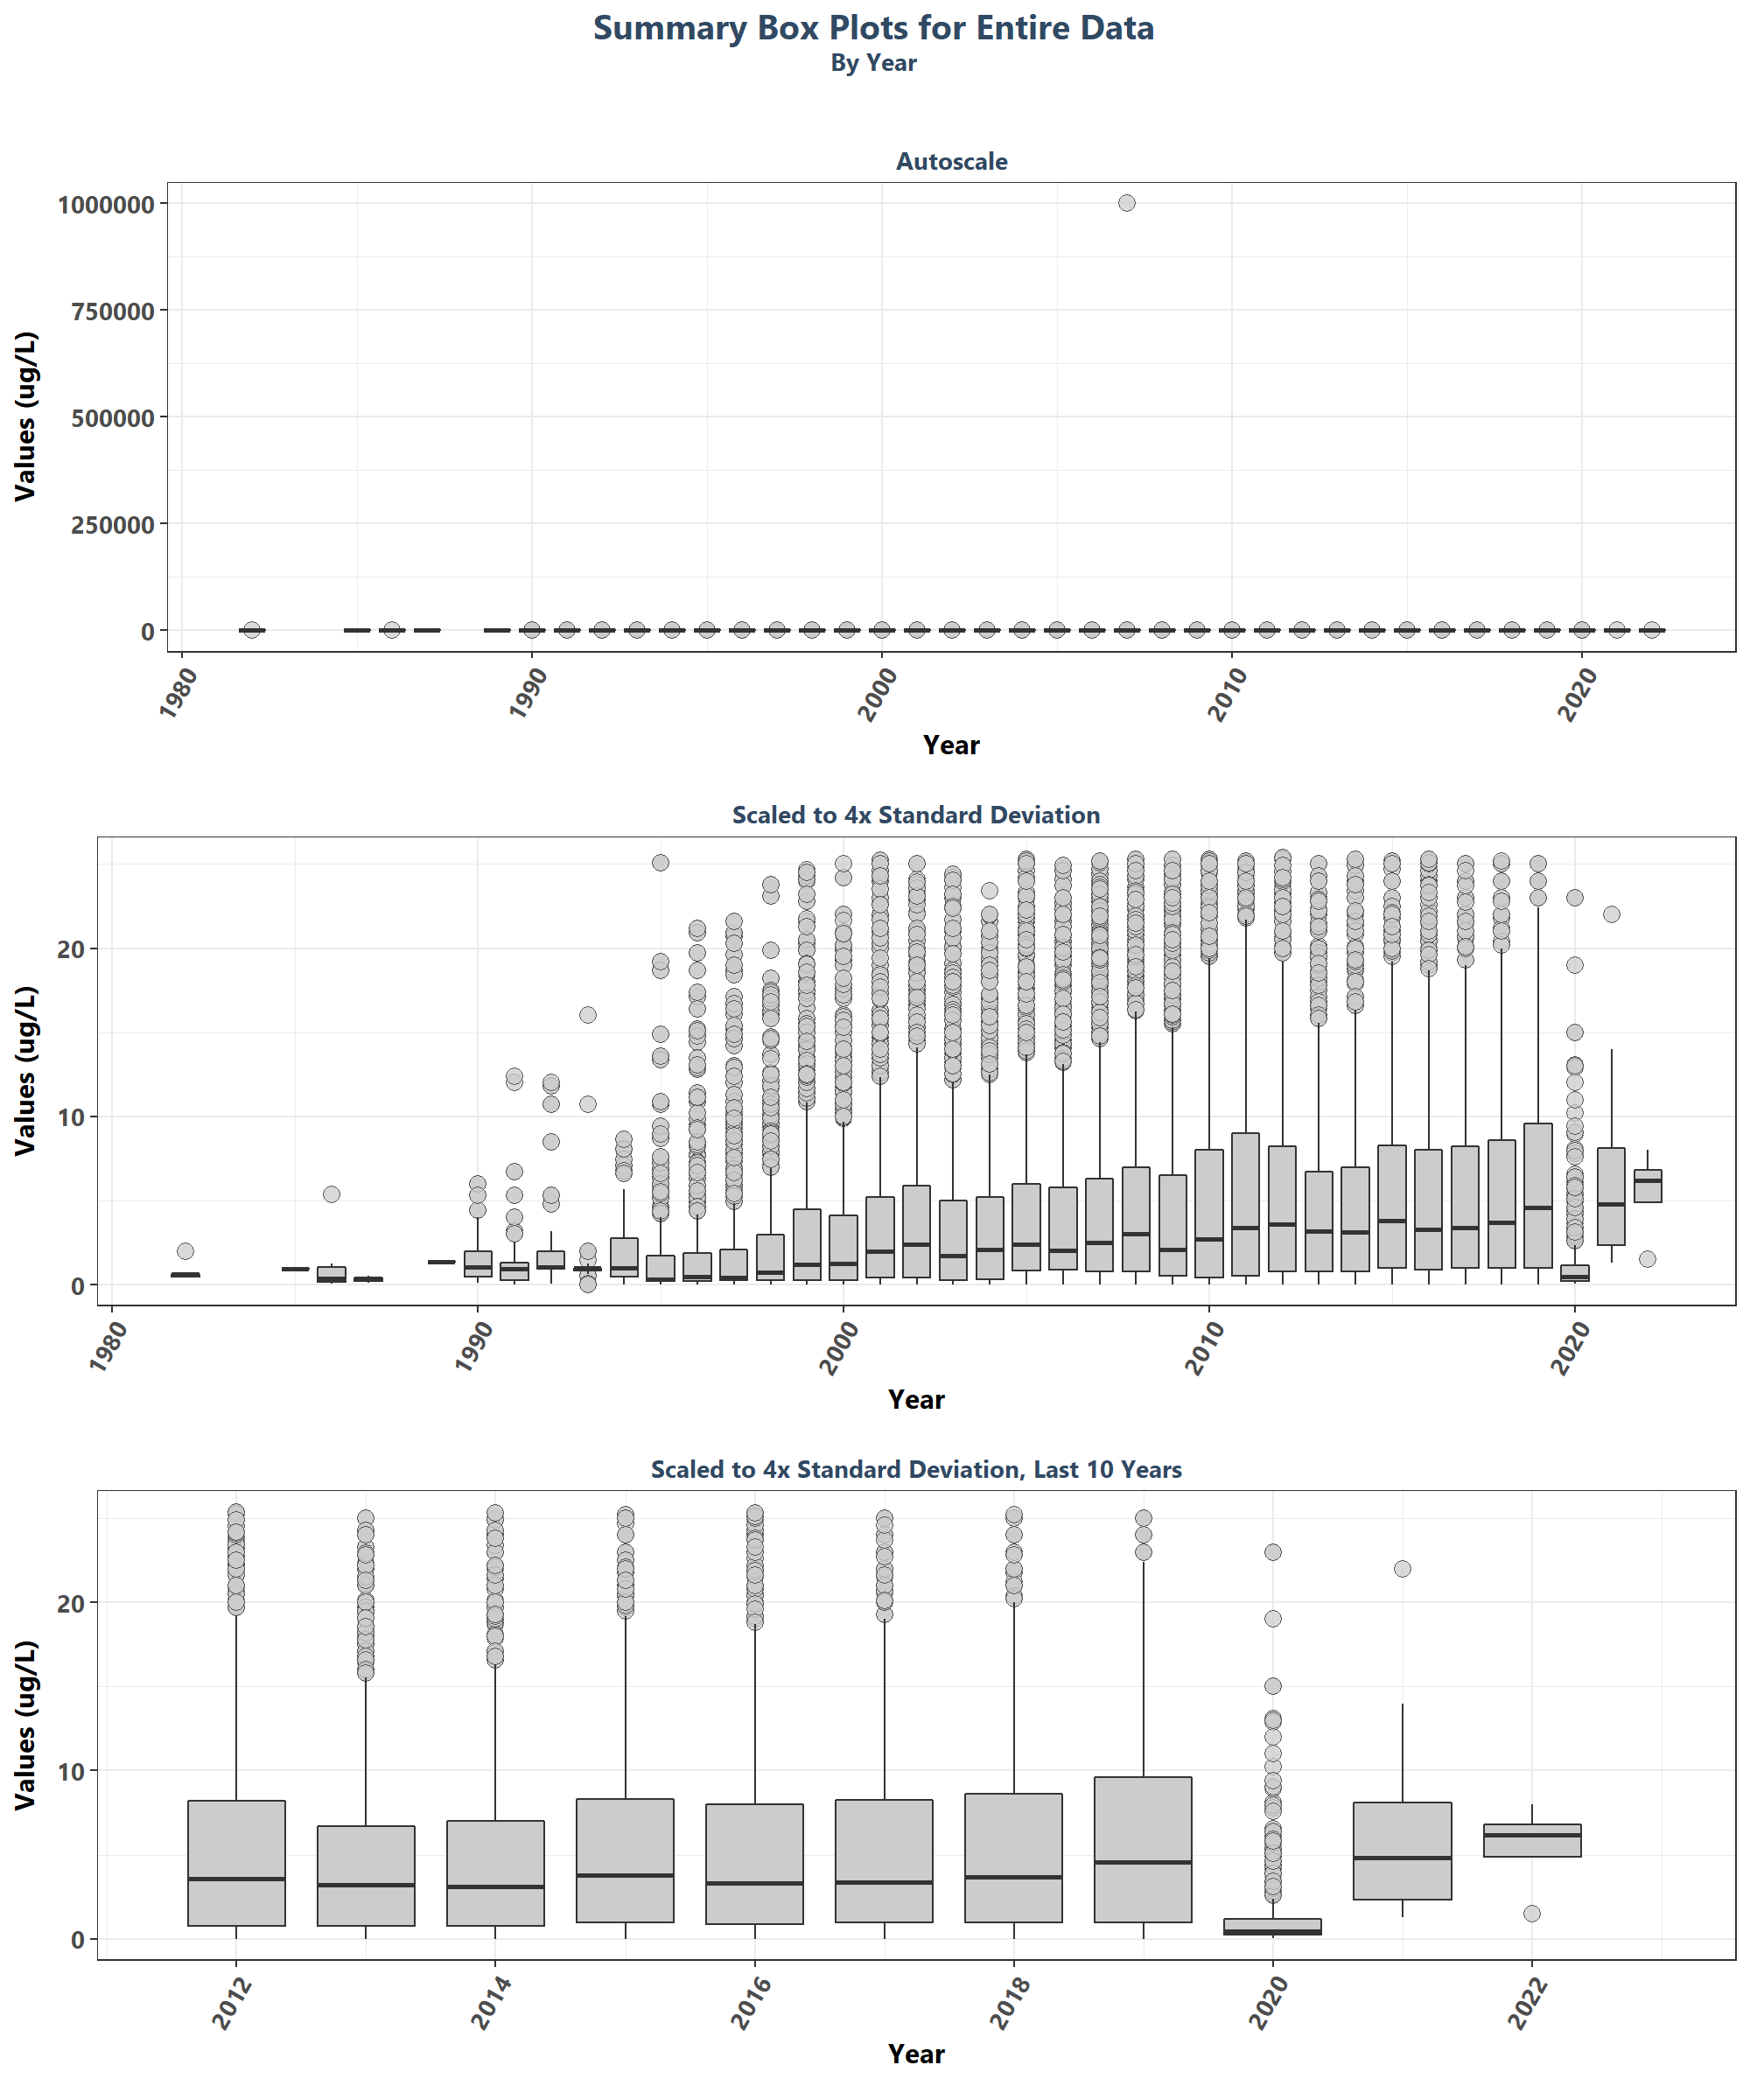 Summary Box Plots for Entire Data
By Year
Autoscale
Values (ug/L)
1000000
750000
500000
250000
0
1980
1990
2000
2010
2020
Year
Scaled to 4x Standard Deviation
Values (ug/L)
20
10
0
1980
1990
2000
2010
2020
Year
Scaled to 4x Standard Deviation, Last 10 Years
Values (ug/L)
20
10
0
2012
2014
2016
2018
2020
2022
Year